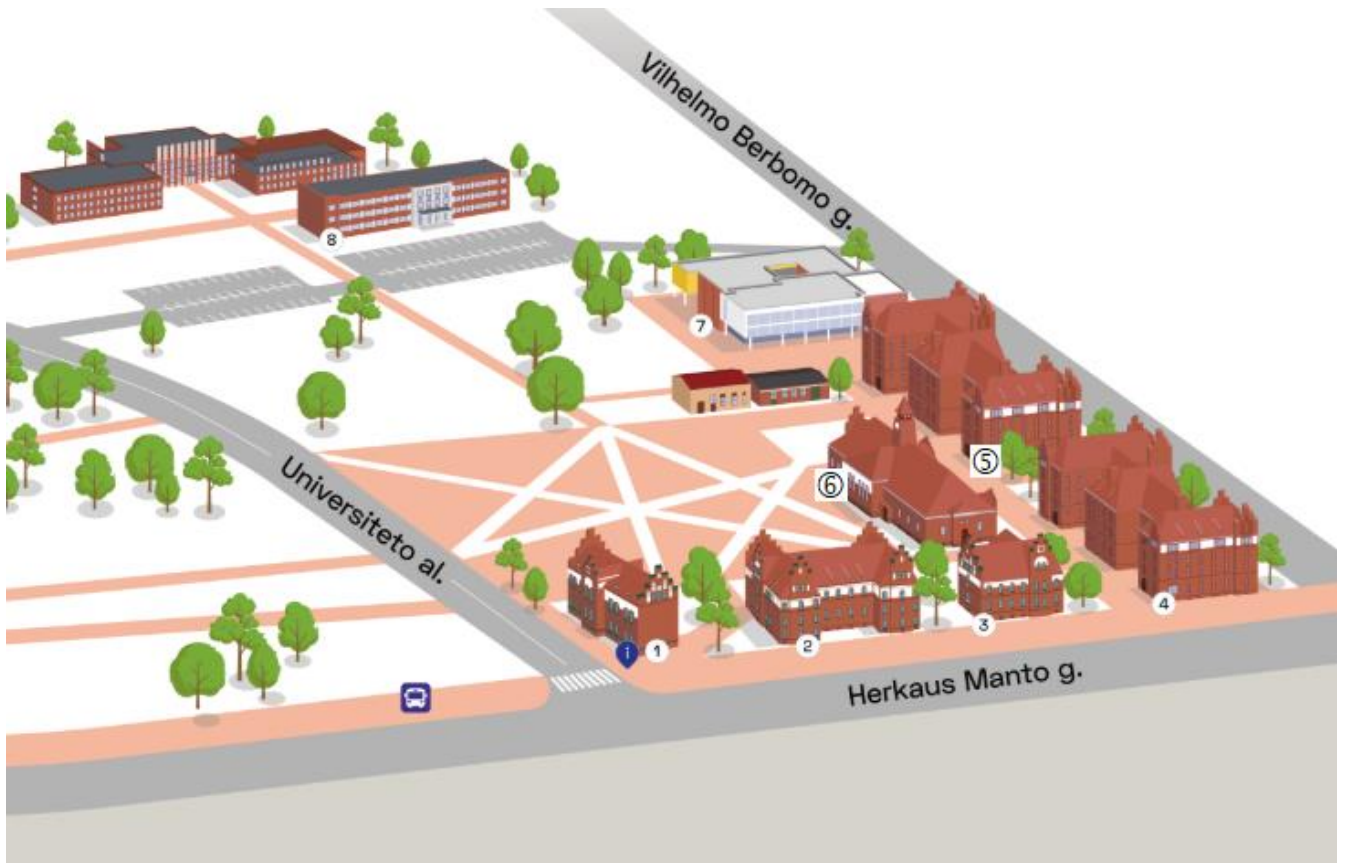 Vilhelmo Berbomo g.
8
7
⑤
⑥
Universiteto al.
4
3
2
i
1
Herkaus Manto g.